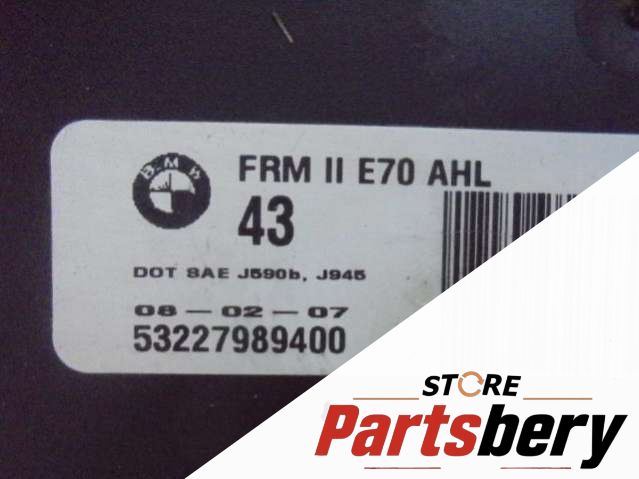 BMW
FRM II E70 AHL
43
DOT SAE J590b, J945
08 — 02 — 07
53227989400
STORE
Partsbery